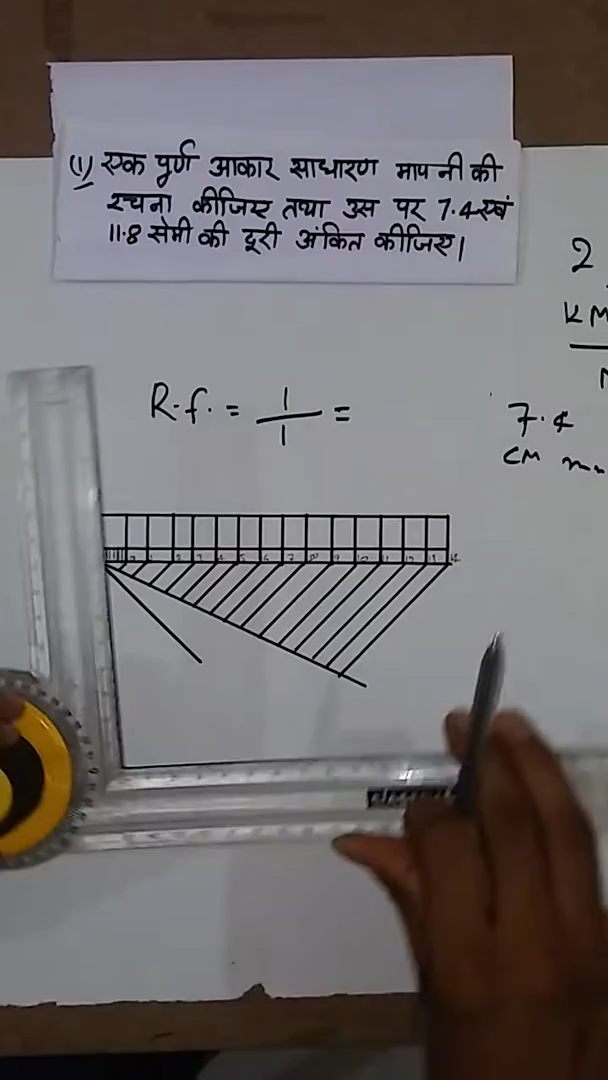 (1) एक पूर्ण आकार साधारण मापनी की
रचना कीजिए तथा उस पर 7.4 एवं
11.8 सेमी की दूरी अंकित कीजिए।
2
KM
R.f. = 1/1 =
7.4
CM